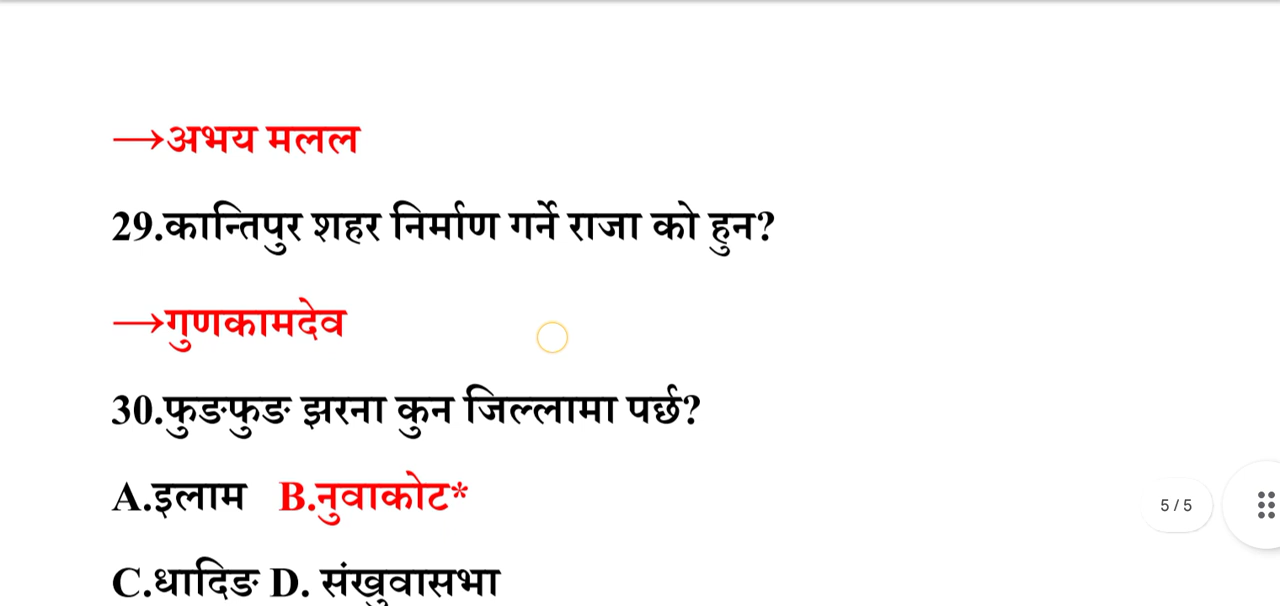 →अभय मलल
29.कान्तिपुर शहर निर्माण गर्ने राजा को हुन?
→गुणकामदेव
30.फुङफुङ झरना कुन जिल्लामा पर्छ?
A.इलाम B.नुवाकोट*
5 / 5
C.धादिङ D. संखुवासभा